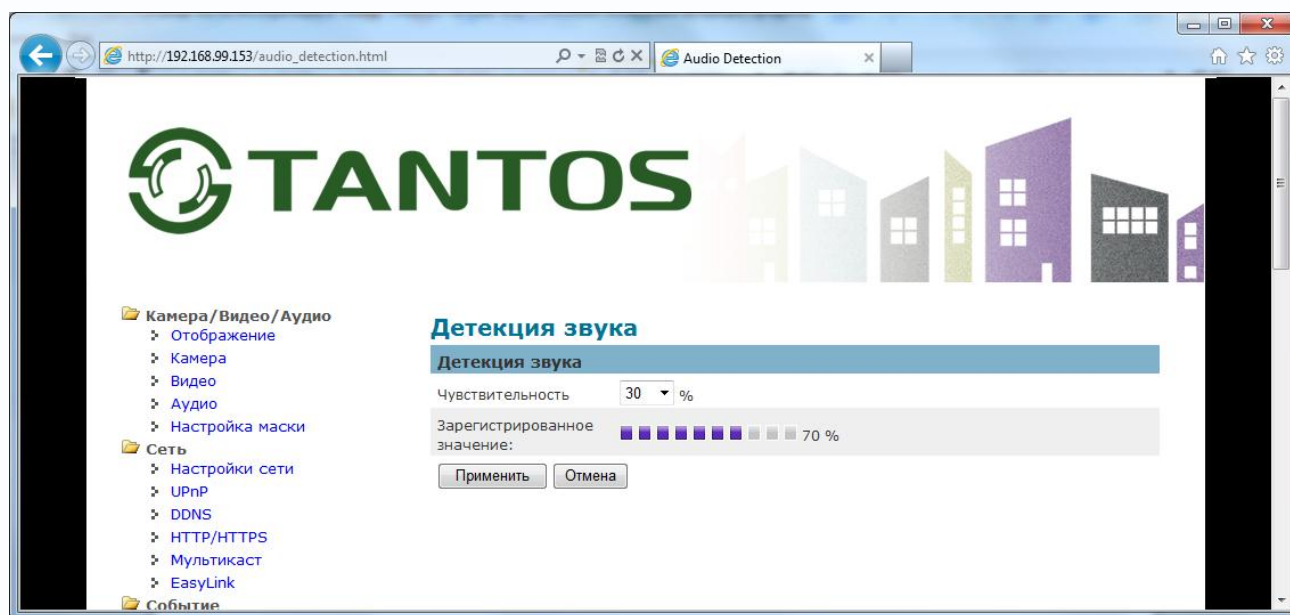 http://192.168.99.153/audio_detection.html
Audio Detection
TANTOS
Камера/Видео/Аудио
Отображение
Камера
Видео
Аудио
Настройка маски
Сеть
Настройки сети
UPnP
DDNS
HTTP/HTTPS
Мультикаст
EasyLink
Событие
Детекция звука
Детекция звука
Чувствительность 30 %
Зарегистрированное
значение: 70 %
Применить Отмена